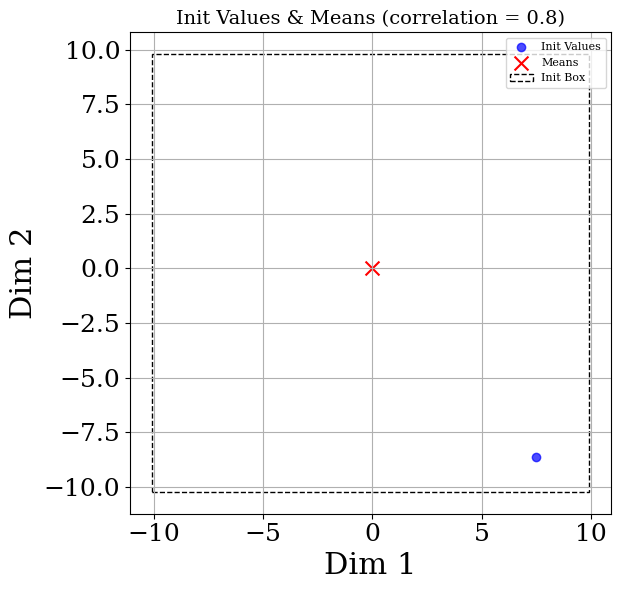 Init Values & Means (correlation = 0.8)
Init Values
Means
Init Box
10.0
7.5
5.0
2.5
0.0
−2.5
−5.0
−7.5
−10.0
Dim 2
−10
−5
0
5
10
Dim 1